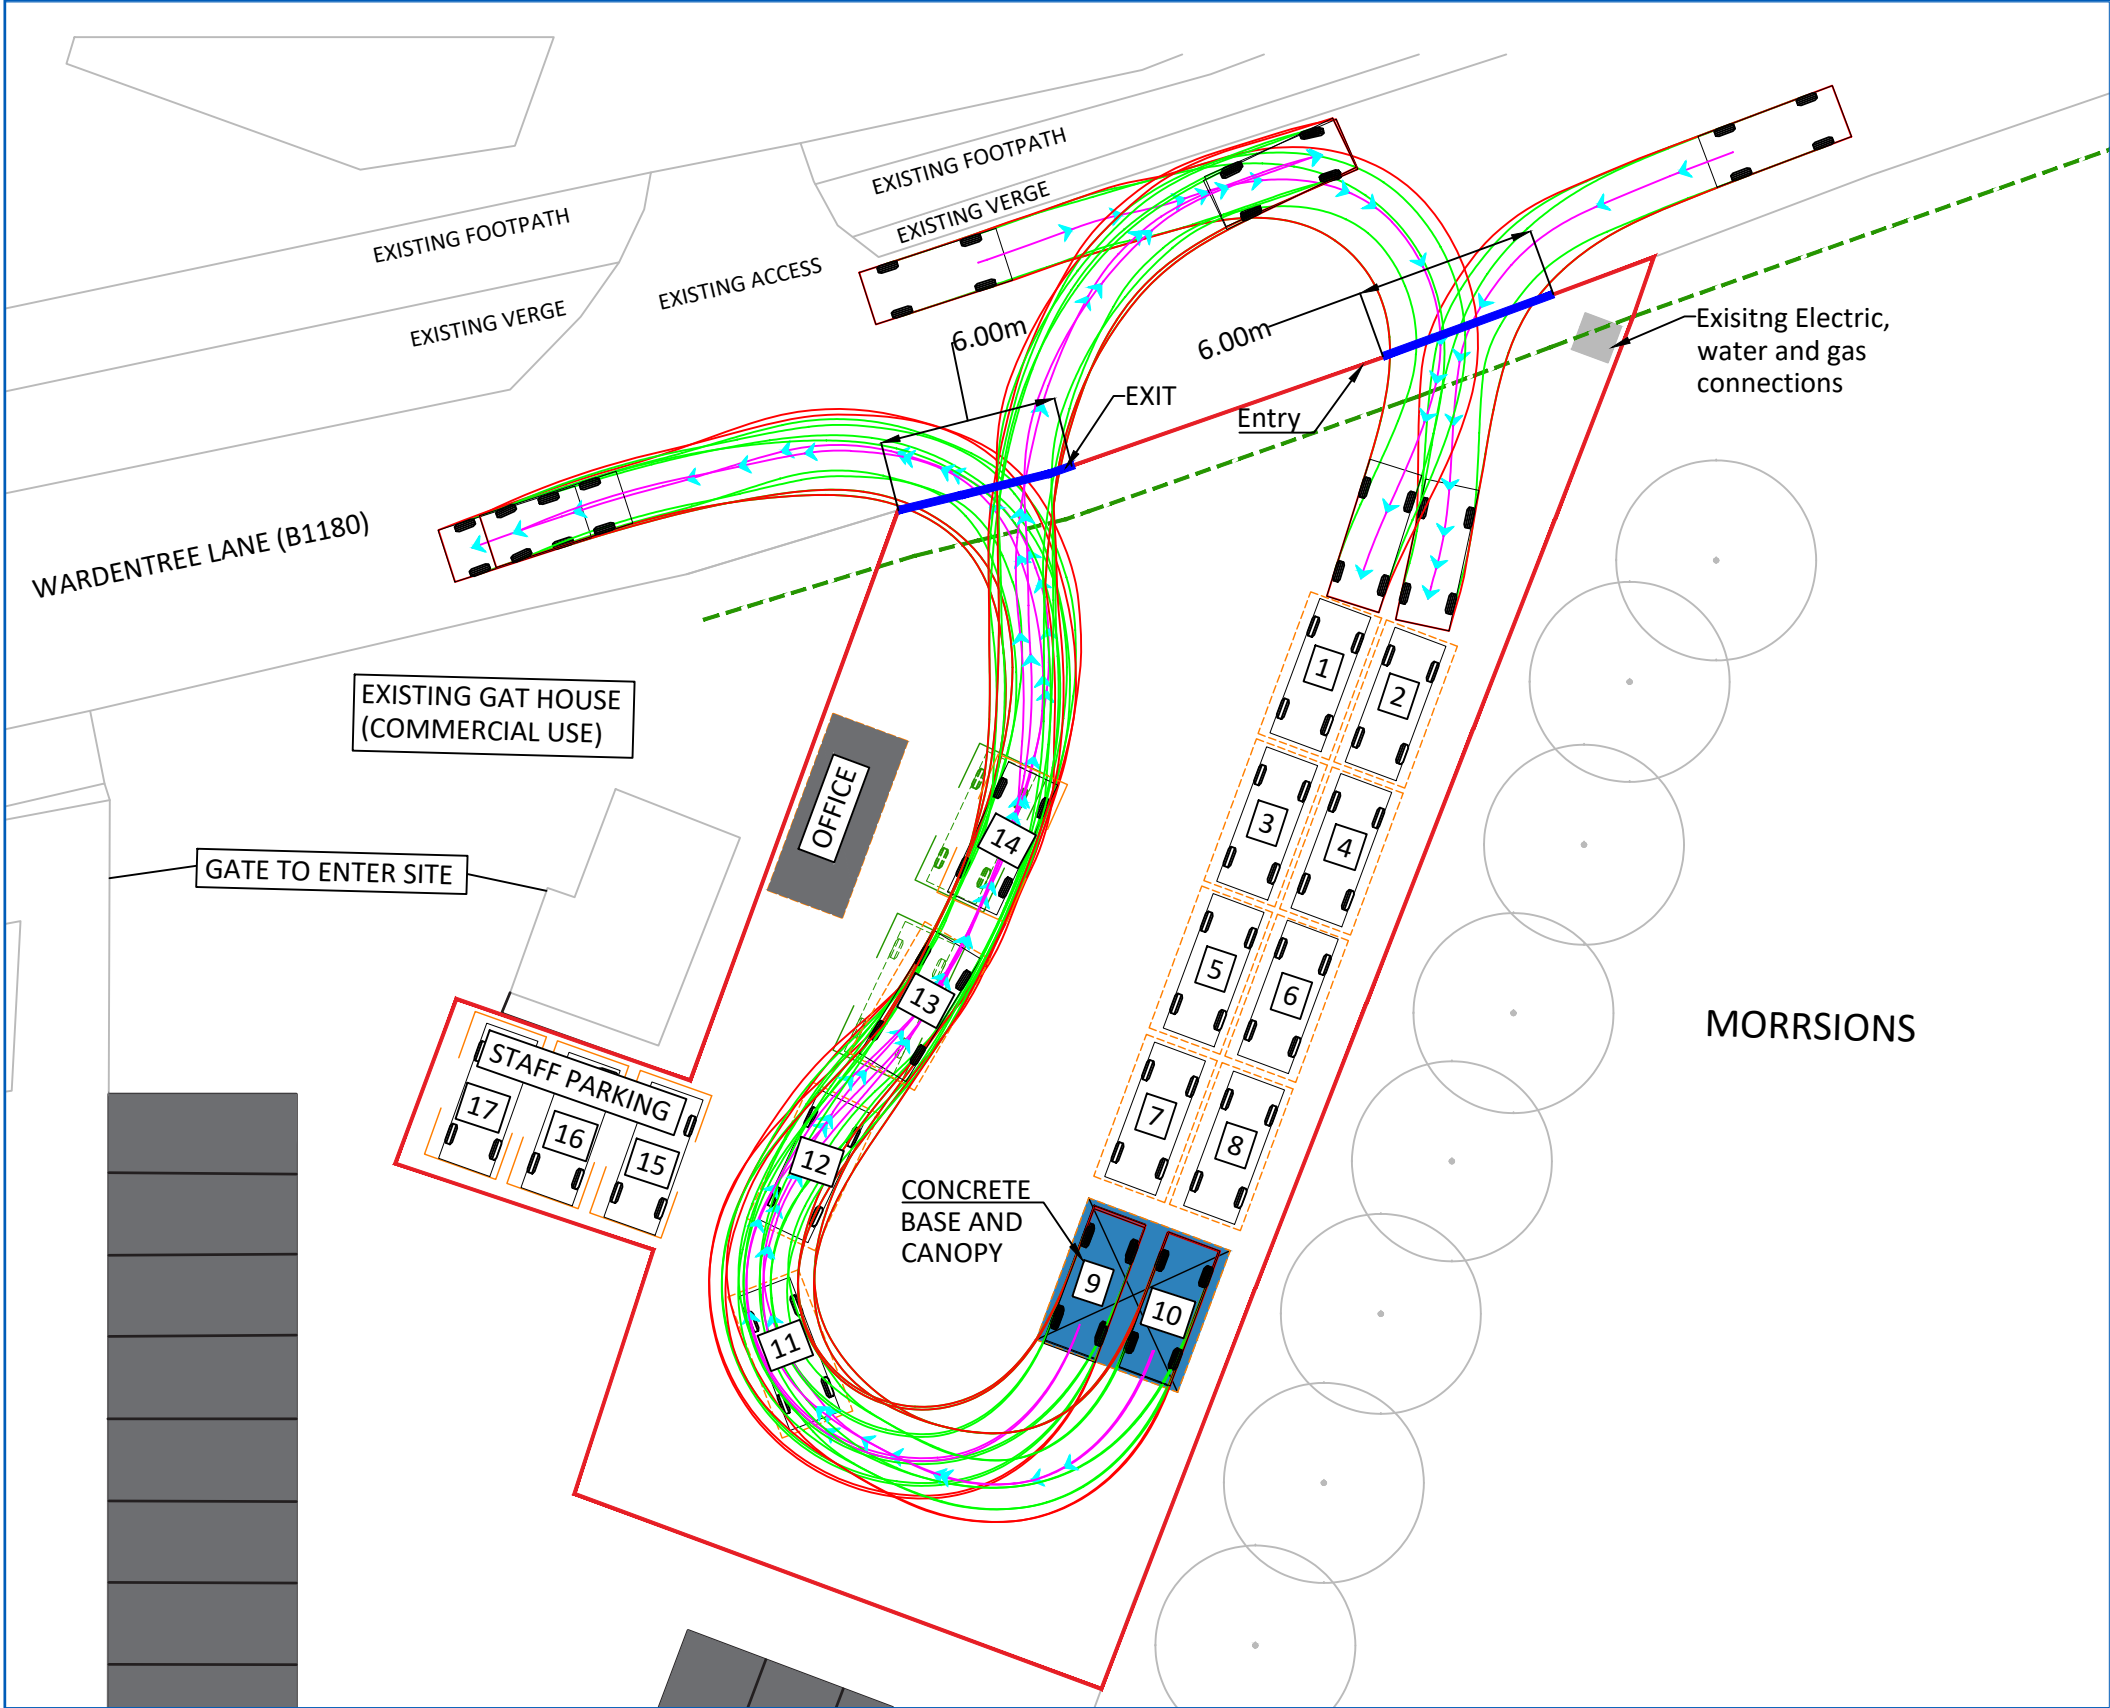 EXISTING FOOTPATH
EXISTING VERGE
EXISTING FOOTPATH
EXISTING VERGE
EXISTING ACCESS
6.00m
6.00m
EXIT
Entry
Exisitng Electric,
water and gas
connections
WARDENTREE LANE (B1180)
EXISTING GAT HOUSE
(COMMERCIAL USE)
GATE TO ENTER SITE
OFFICE
1
2
3
4
5
6
7
8
14
13
12
11
STAFF PARKING
17
16
15
CONCRETE
BASE AND
CANOPY
9
10
MORRSIONS